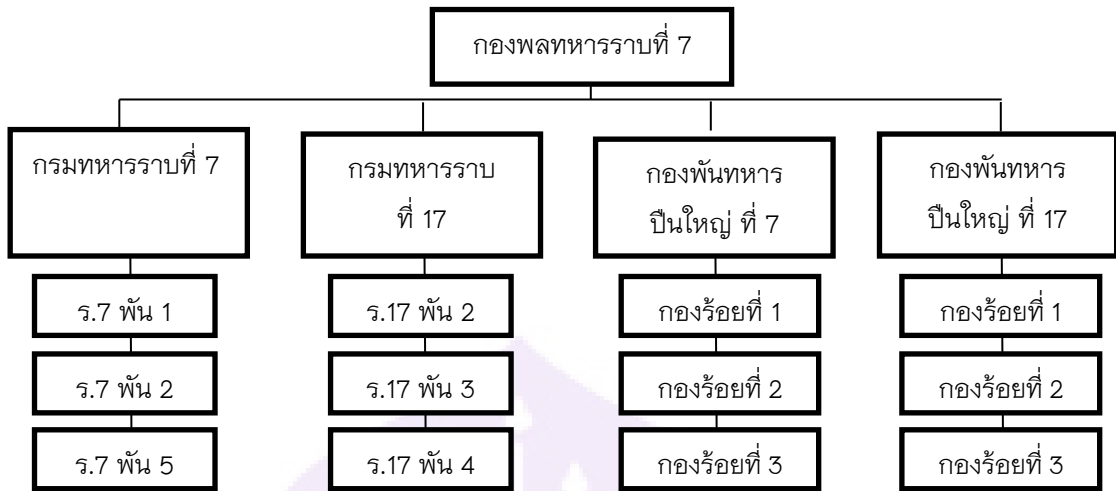 กองพลทหารราบที่ 7
กรมทหารราบที่ 7
กรมทหารราบ
ที่ 17
กองพันทหาร
ปืนใหญ่ ที่ 7
กองพันทหาร
ปืนใหญ่ ที่ 17
ร.7 พัน 1
ร.17 พัน 2
กองร้อยที่ 1
กองร้อยที่ 1
ร.7 พัน 2
ร.17 พัน 3
กองร้อยที่ 2
กองร้อยที่ 2
ร.7 พัน 5
ร.17 พัน 4
กองร้อยที่ 3
กองร้อยที่ 3